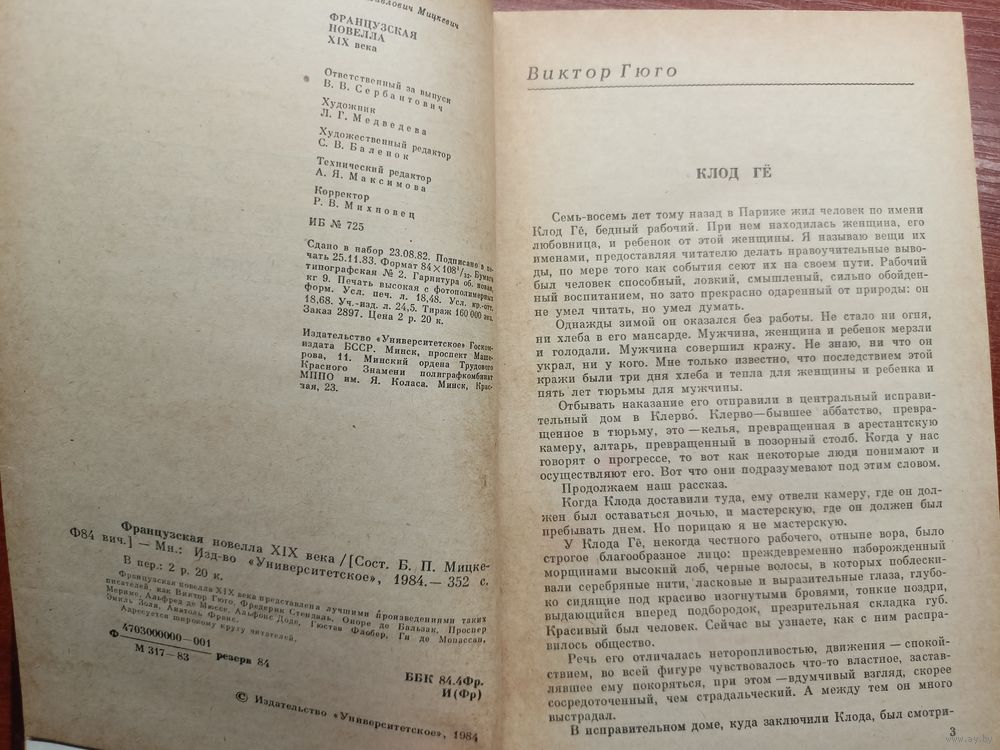 Мицкевич
ФРАНЦУЗСКАЯ
НОВЕЛЛА
XIX века
Ответственный за выпуск
В. В. Сербантович
Художник
Л. Г. Медведева
Художественный редактор
С. В. Баленок
Технический редактор
А. Я. Максимова
Корректор
Р. В. Михновец
ИБ № 725
Сдано в набор 23.08.82. Подписано в пе-
чать 25.11.83. Формат 84×108¹/₃₂. Бумага
типографская № 2. Гарнитура об. новая,
кг 9. Печать высокая с фотополимерных
форм. Усл. печ. л. 18,48. Усл. кр.-отт.
18,68. Уч.-изд. л. 24,5. Тираж 160 000 экз.
Заказ 2897. Цена 2 р. 20 к.
Издательство «Университетское» Госком-
издата БССР. Минск, проспект Маше-
рова, 11. Минский ордена Трудового
Красного Знамени полиграфкомбинат
МППО им. Я. Коласа. Минск, Крас-
ная, 23.
Французская новелла XIX века /[Сост. Б. П. Мицке-
Ф84 вич.] — Мн.: Изд-во «Университетское», 1984.— 352 с.
В пер.: 2 р. 20 к.
Французская новелла XIX века представлена лучшими произведениями таких
писателей, как Виктор Гюго, Фредерик Стендаль, Оноре де Бальзак, Проспер
Мериме, Альфред де Мюссе, Альфонс Доде, Гюстав Флобер, Ги де Мопассан,
Эмиль Золя, Анатоль Франс.
Адресуется широкому кругу читателей.
Ф 4703000000—001
М 317—83 резерв 84
ББК 84.4Фр.
И(Фр)
© Издательство «Университетское», 1984
Виктор Гюго
КЛОД ГЁ
Семь-восемь лет тому назад в Париже жил человек по имени
Клод Гё, бедный рабочий. При нем находилась женщина, его
любовница, и ребенок от этой женщины. Я называю вещи их
именами, предоставляя читателю делать нравоучительные выво-
ды, по мере того как события сеют их на своем пути. Рабочий
был человек способный, ловкий, смышленый, сильно обойден-
ный воспитанием, но зато прекрасно одаренный от природы: он
не умел читать, но умел думать.
Однажды зимой он оказался без работы. Не стало ни огня,
ни хлеба в его мансарде. Мужчина, женщина и ребенок мерзли
и голодали. Мужчина совершил кражу. Не знаю, ни что он
украл, ни у кого. Мне только известно, что последствием этой
кражи были три дня хлеба и тепла для женщины и ребенка и
пять лет тюрьмы для мужчины.
Отбывать наказание его отправили в центральный исправи-
тельный дом в Клерво́. Клерво—бывшее аббатство, превра-
щенное в тюрьму, это —келья, превращенная в арестантскую
камеру, алтарь, превращенный в позорный столб. Когда у нас
говорят о прогрессе, то вот как некоторые люди понимают и
осуществляют его. Вот что они подразумевают под этим словом.
Продолжаем наш рассказ.
Когда Клода доставили туда, ему отвели камеру, где он дол-
жен был оставаться ночью, и мастерскую, где он должен был
пребывать днем. Но порицаю я не мастерскую.
У Клода Гё, некогда честного рабочего, отныне вора, было
строгое благообразное лицо: преждевременно изборожденный
морщинами высокий лоб, черные волосы, в которых поблески-
вали серебряные нити, ласковые и выразительные глаза, глубо-
ко сидящие под красиво изогнутыми бровями, тонкие ноздри,
выдающийся вперед подбородок, презрительная складка губ.
Красивый был человек. Сейчас вы узнаете, как с ним распра-
вилось общество.
Речь его отличалась неторопливостью, движения — спокой-
ствием, во всей фигуре чувствовалось что-то властное, застав-
лявшее ему покоряться, при этом —вдумчивый взгляд, скорее
сосредоточенный, чем страдальческий. А между тем он много
выстрадал.
В исправительном доме, куда заключили Клода, был смотри-
3
www.ay.by